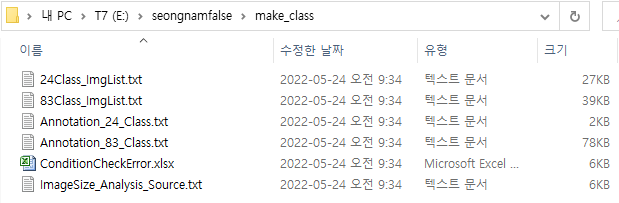 내 PC > T7 (E:) > seongnamfalse > make_class
이름 수정한 날짜 유형 크기
24Class_ImgList.txt 2022-05-24 오전 9:34 텍스트 문서 27KB
83Class_ImgList.txt 2022-05-24 오전 9:34 텍스트 문서 39KB
Annotation_24_Class.txt 2022-05-24 오전 9:34 텍스트 문서 2KB
Annotation_83_Class.txt 2022-05-24 오전 9:34 텍스트 문서 78KB
ConditionCheckError.xlsx 2022-05-24 오전 9:34 Microsoft Excel ... 6KB
ImageSize_Analysis_Source.txt 2022-05-24 오전 9:34 텍스트 문서 6KB